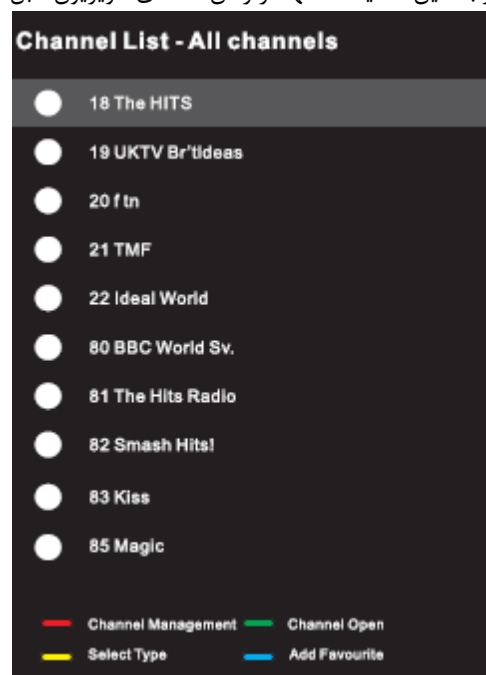 Channel List - All channels
18 The HITS
19 UKTV Br'tIdeas
20 f tn
21 TMF
22 Ideal World
80 BBC World Sv.
81 The Hits Radio
82 Smash Hits!
83 Kiss
85 Magic
Channel Management Channel Open
Select Type Add Favourite